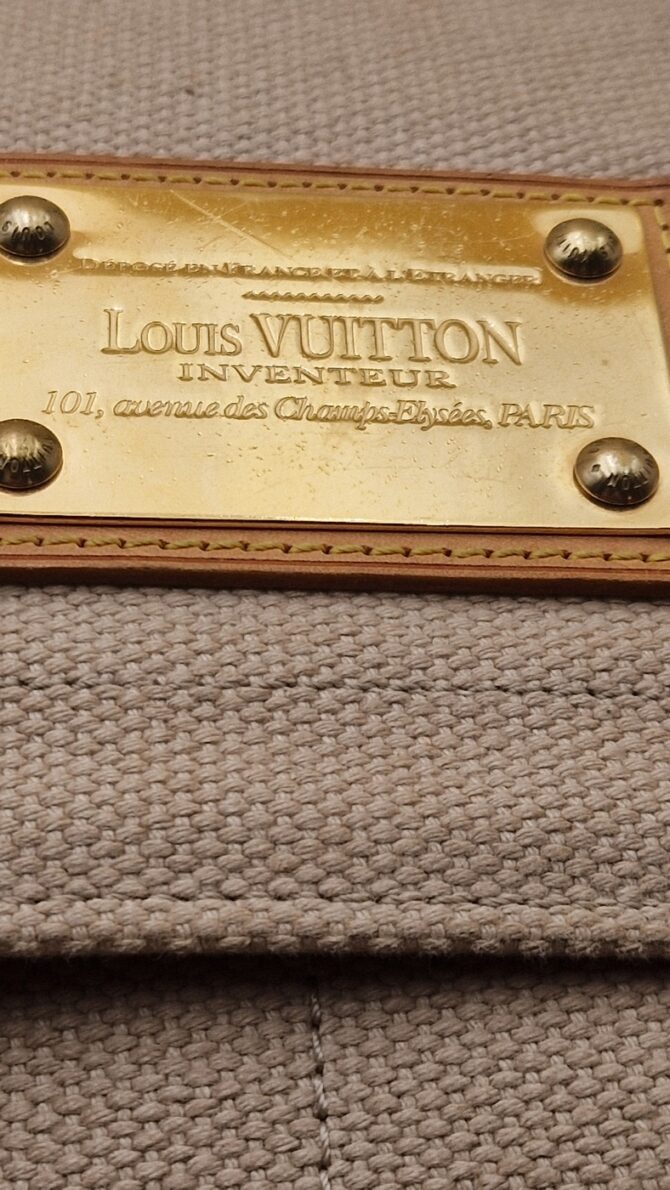 DÉPOSÉ EN FRANCE ET À L'ETRANGER
LOUIS VUITTON
INVENTEUR
101, avenue des Champs-Elysées, PARIS